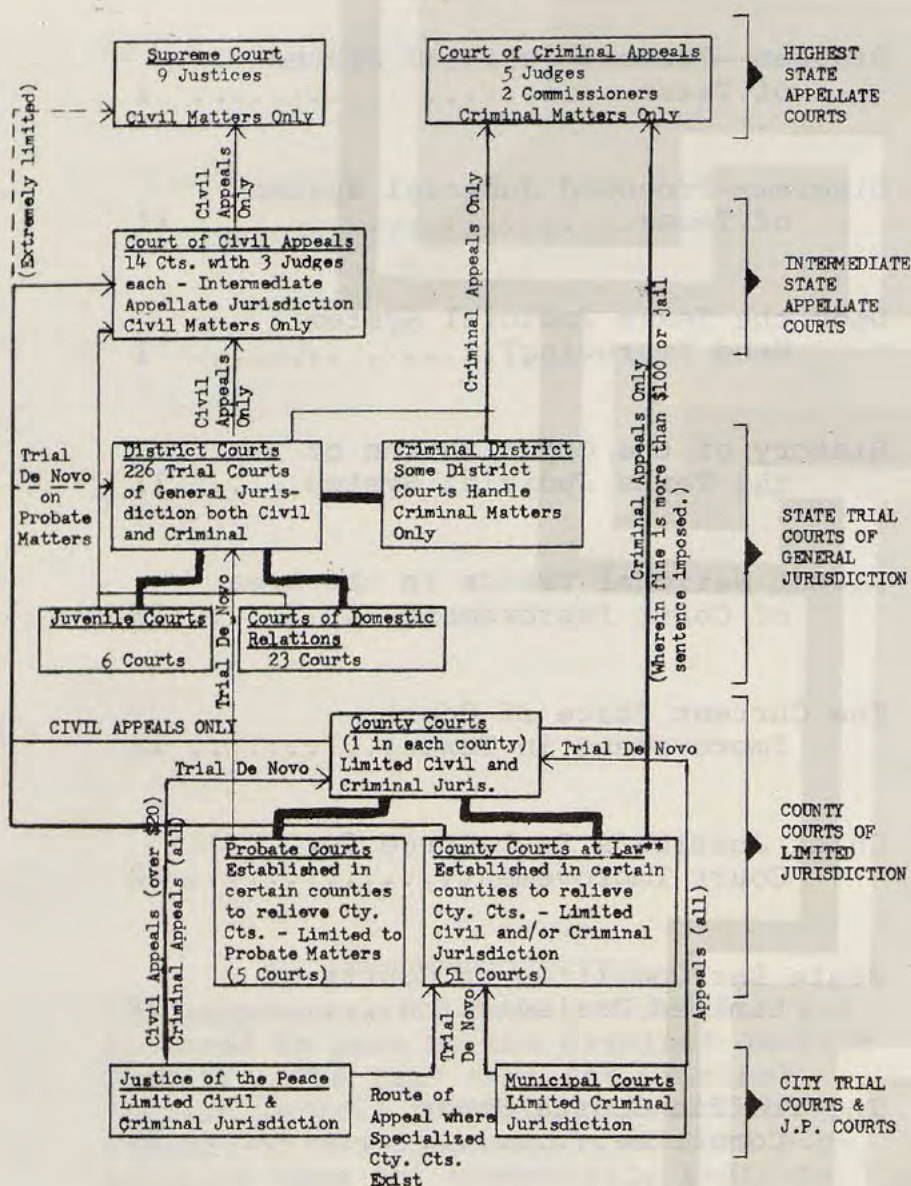 Supreme Court
9 Justices
Civil Matters Only
Court of Criminal Appeals
5 Judges
2 Commissioners
Criminal Matters Only
HIGHEST
STATE
APPELLATE
COURTS
(Extremely limited)
Civil
Appeals
Only
Criminal Appeals Only
Court of Civil Appeals
14 Cts. with 3 Judges
each - Intermediate
Appellate Jurisdiction
Civil Matters Only
INTERMEDIATE
STATE
APPELLATE
COURTS
Civil
Appeals
Only
Criminal Appeals Only
(Wherein fine is more than $100 or jail
sentence imposed.)
Trial
De Novo
on
Probate
Matters
District Courts
226 Trial Courts
of General Juris-
diction both Civil
and Criminal
Criminal District
Some District
Courts Handle
Criminal Matters
Only
STATE TRIAL
COURTS OF
GENERAL
JURISDICTION
Juvenile Courts
6 Courts
Trial De Novo
Courts of Domestic
Relations
23 Courts
CIVIL APPEALS ONLY
County Courts
(1 in each county)
Limited Civil and
Criminal Juris.
Trial De Novo
Trial De Novo
COUNTY
COURTS OF
LIMITED
JURISDICTION
Probate Courts
Established in
certain counties
to relieve Cty.
Cts. - Limited to
Probate Matters
(5 Courts)
County Courts at Law**
Established in certain
counties to relieve
Cty. Cts. - Limited
Civil and/or Criminal
Jurisdiction
(51 Courts)
Civil Appeals (over $20)
Criminal Appeals (all)
Trial
De Novo
Appeals (all)
Justice of the Peace
Limited Civil &
Criminal Jurisdiction
Route of
Appeal where
Specialized
Cty. Cts.
Exist
Municipal Courts
Limited Criminal
Jurisdiction
CITY TRIAL
COURTS &
J.P. COURTS